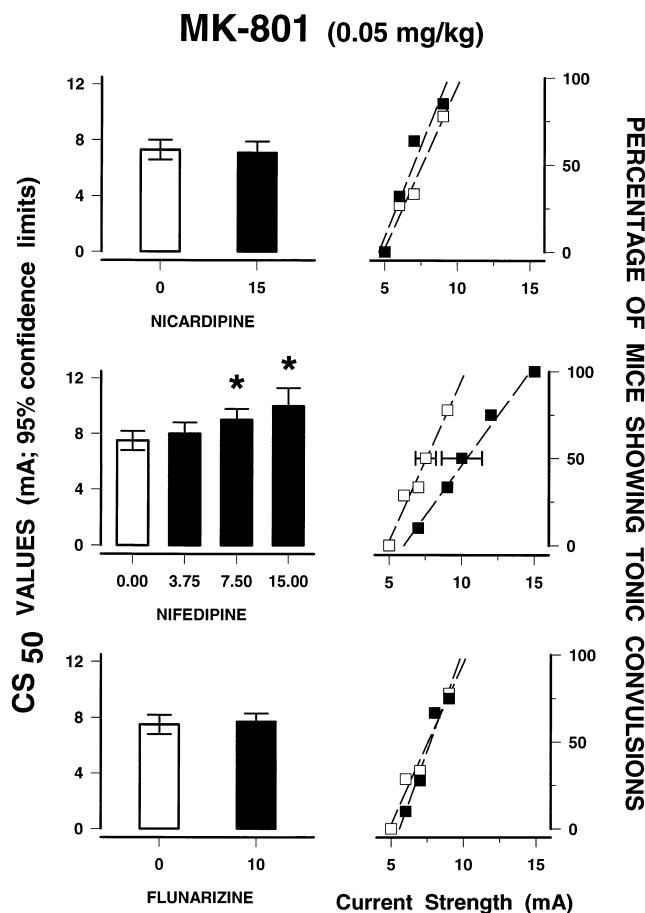 MK-801 (0.05 mg/kg)
CS 50 VALUES (mA; 95% confidence limits)
PERCENTAGE OF MICE SHOWING TONIC CONVULSIONS
12
8
4
0
0 15
NICARDIPINE
100
50
0
5 10 15
12
8
4
0
* *
0.00 3.75 7.50 15.00
NIFEDIPINE
100
50
0
5 10 15
12
8
4
0
0 10
FLUNARIZINE
100
50
0
5 10 15
Current Strength (mA)